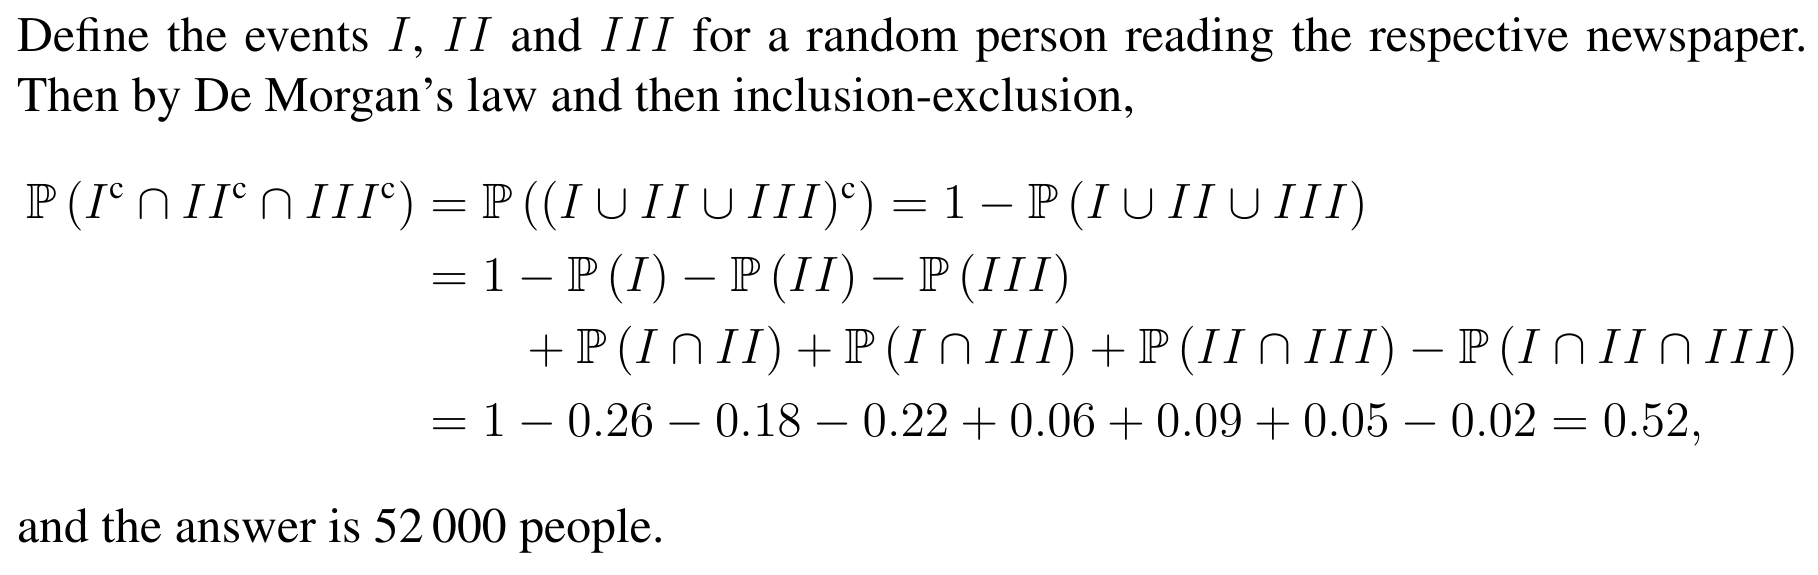 Define the events I, II and III for a random person reading the respective newspaper.
Then by De Morgan’s law and then inclusion-exclusion,
ℙ (Iᶜ ∩ IIᶜ ∩ IIIᶜ) = ℙ ((I ∪ II ∪ III)ᶜ) = 1 − ℙ (I ∪ II ∪ III)
= 1 − ℙ (I) − ℙ (II) − ℙ (III)
+ ℙ (I ∩ II) + ℙ (I ∩ III) + ℙ (II ∩ III) − ℙ (I ∩ II ∩ III)
= 1 − 0.26 − 0.18 − 0.22 + 0.06 + 0.09 + 0.05 − 0.02 = 0.52,
and the answer is 52 000 people.